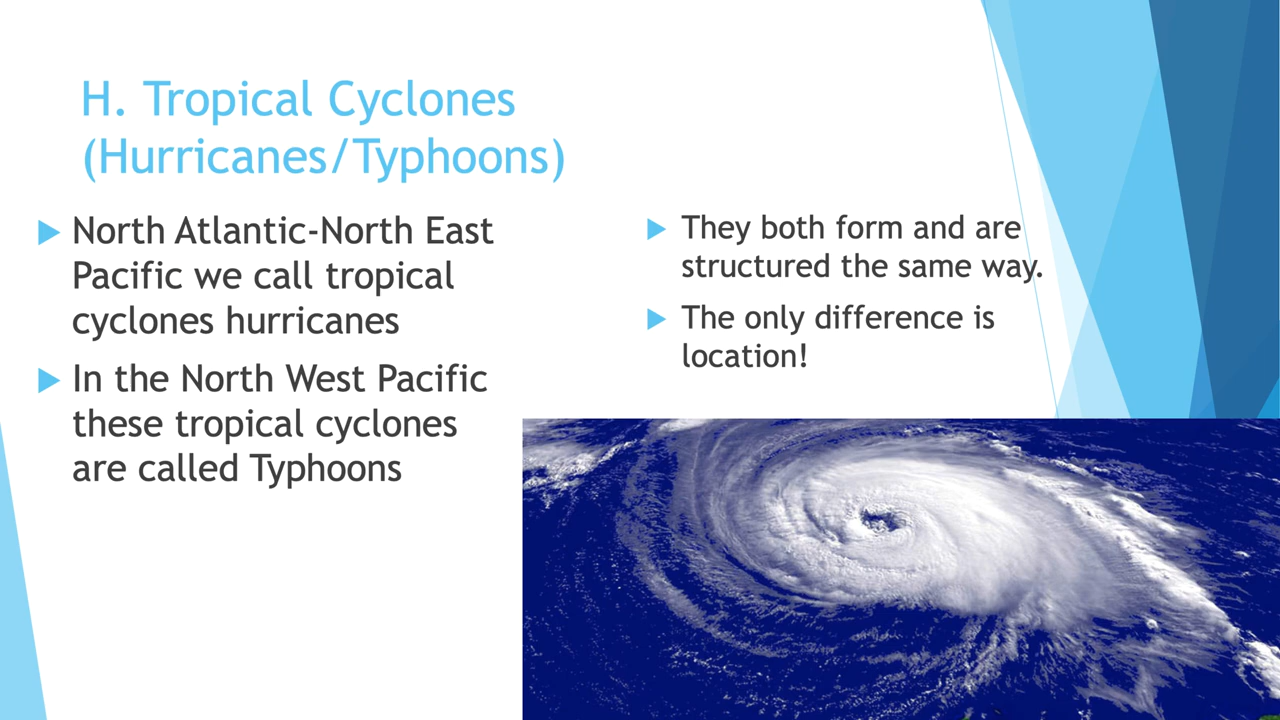 H. Tropical Cyclones
(Hurricanes/Typhoons)
North Atlantic-North East
Pacific we call tropical
cyclones hurricanes
In the North West Pacific
these tropical cyclones
are called Typhoons
They both form and are
structured the same way.
The only difference is
location!